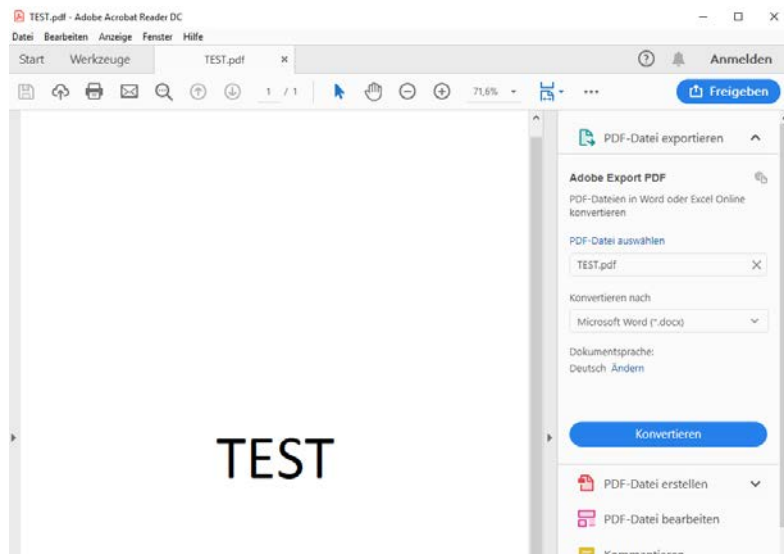 TEST.pdf - Adobe Acrobat Reader DC
Datei Bearbeiten Anzeige Fenster Hilfe
Start Werkzeuge TEST.pdf × Anmelden
1 / 1 71,6% Freigeben
PDF-Datei exportieren
Adobe Export PDF
PDF-Dateien in Word oder Excel Online
konvertieren
PDF-Datei auswählen
TEST.pdf
Konvertieren nach
Microsoft Word (*.docx)
Dokumentsprache:
Deutsch Ändern
Konvertieren
TEST
PDF-Datei erstellen
PDF-Datei bearbeiten
Kommentieren